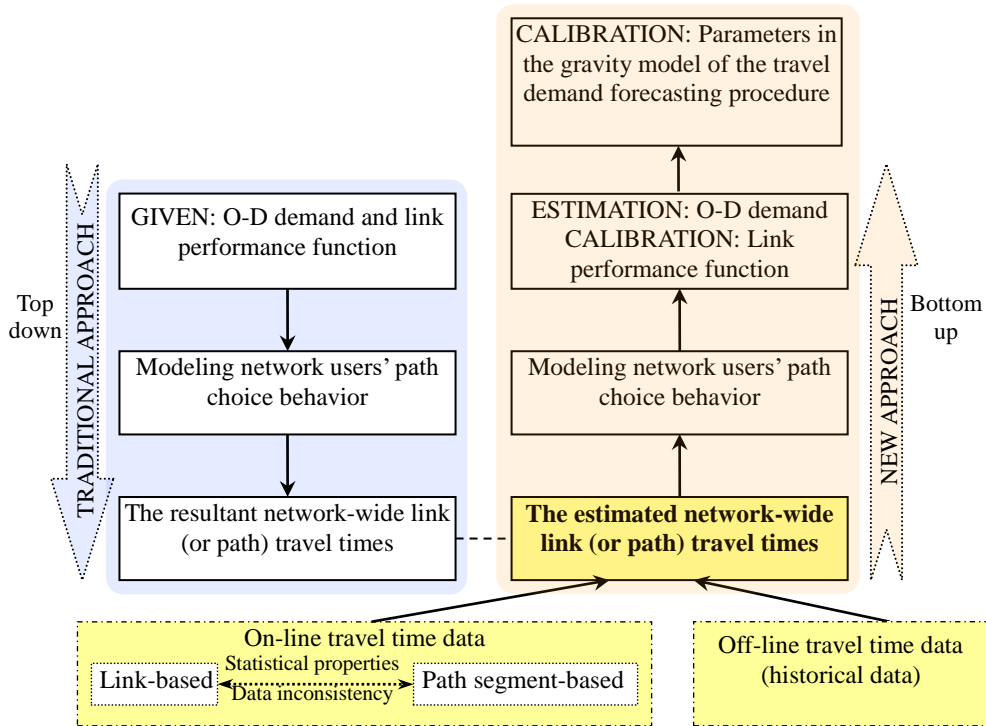 CALIBRATION: Parameters in
the gravity model of the travel
demand forecasting procedure
GIVEN: O-D demand and link
performance function
ESTIMATION: O-D demand
CALIBRATION: Link
performance function
Top
down
TRADITIONAL APPROACH
NEW APPROACH
Bottom
up
Modeling network users’ path
choice behavior
Modeling network users’ path
choice behavior
The resultant network-wide link
(or path) travel times
The estimated network-wide
link (or path) travel times
On-line travel time data
Link-based
Statistical properties
Data inconsistency
Path segment-based
Off-line travel time data
(historical data)